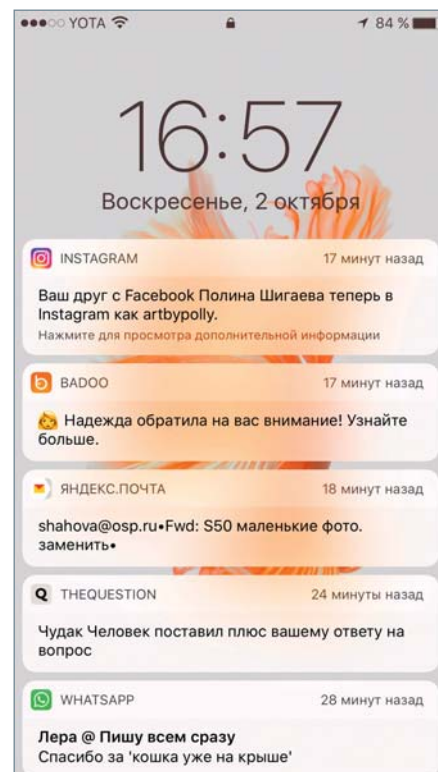 YOTA 84 %
16:57
Воскресенье, 2 октября
INSTAGRAM 17 минут назад
Ваш друг с Facebook Полина Шигаева теперь в
Instagram как artbypolly.
Нажмите для просмотра дополнительной информации
BADOO 17 минут назад
Надежда обратила на вас внимание! Узнайте
больше.
ЯНДЕКС.ПОЧТА 18 минут назад
shahova@osp.ru•Fwd: S50 маленькие фото.
заменить•
Q THEQUESTION 24 минуты назад
Чудак Человек поставил плюс вашему ответу на
вопрос
WHATSAPP 28 минут назад
Лера @ Пишу всем сразу
Спасибо за 'кошка уже на крыше'